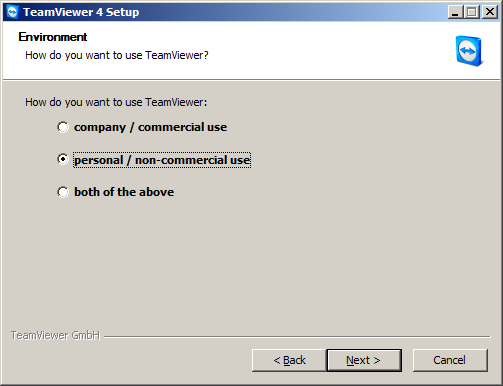 TeamViewer 4 Setup
Environment
How do you want to use TeamViewer?
How do you want to use TeamViewer:
company / commercial use
personal / non-commercial use
both of the above
TeamViewer GmbH
< Back
Next >
Cancel